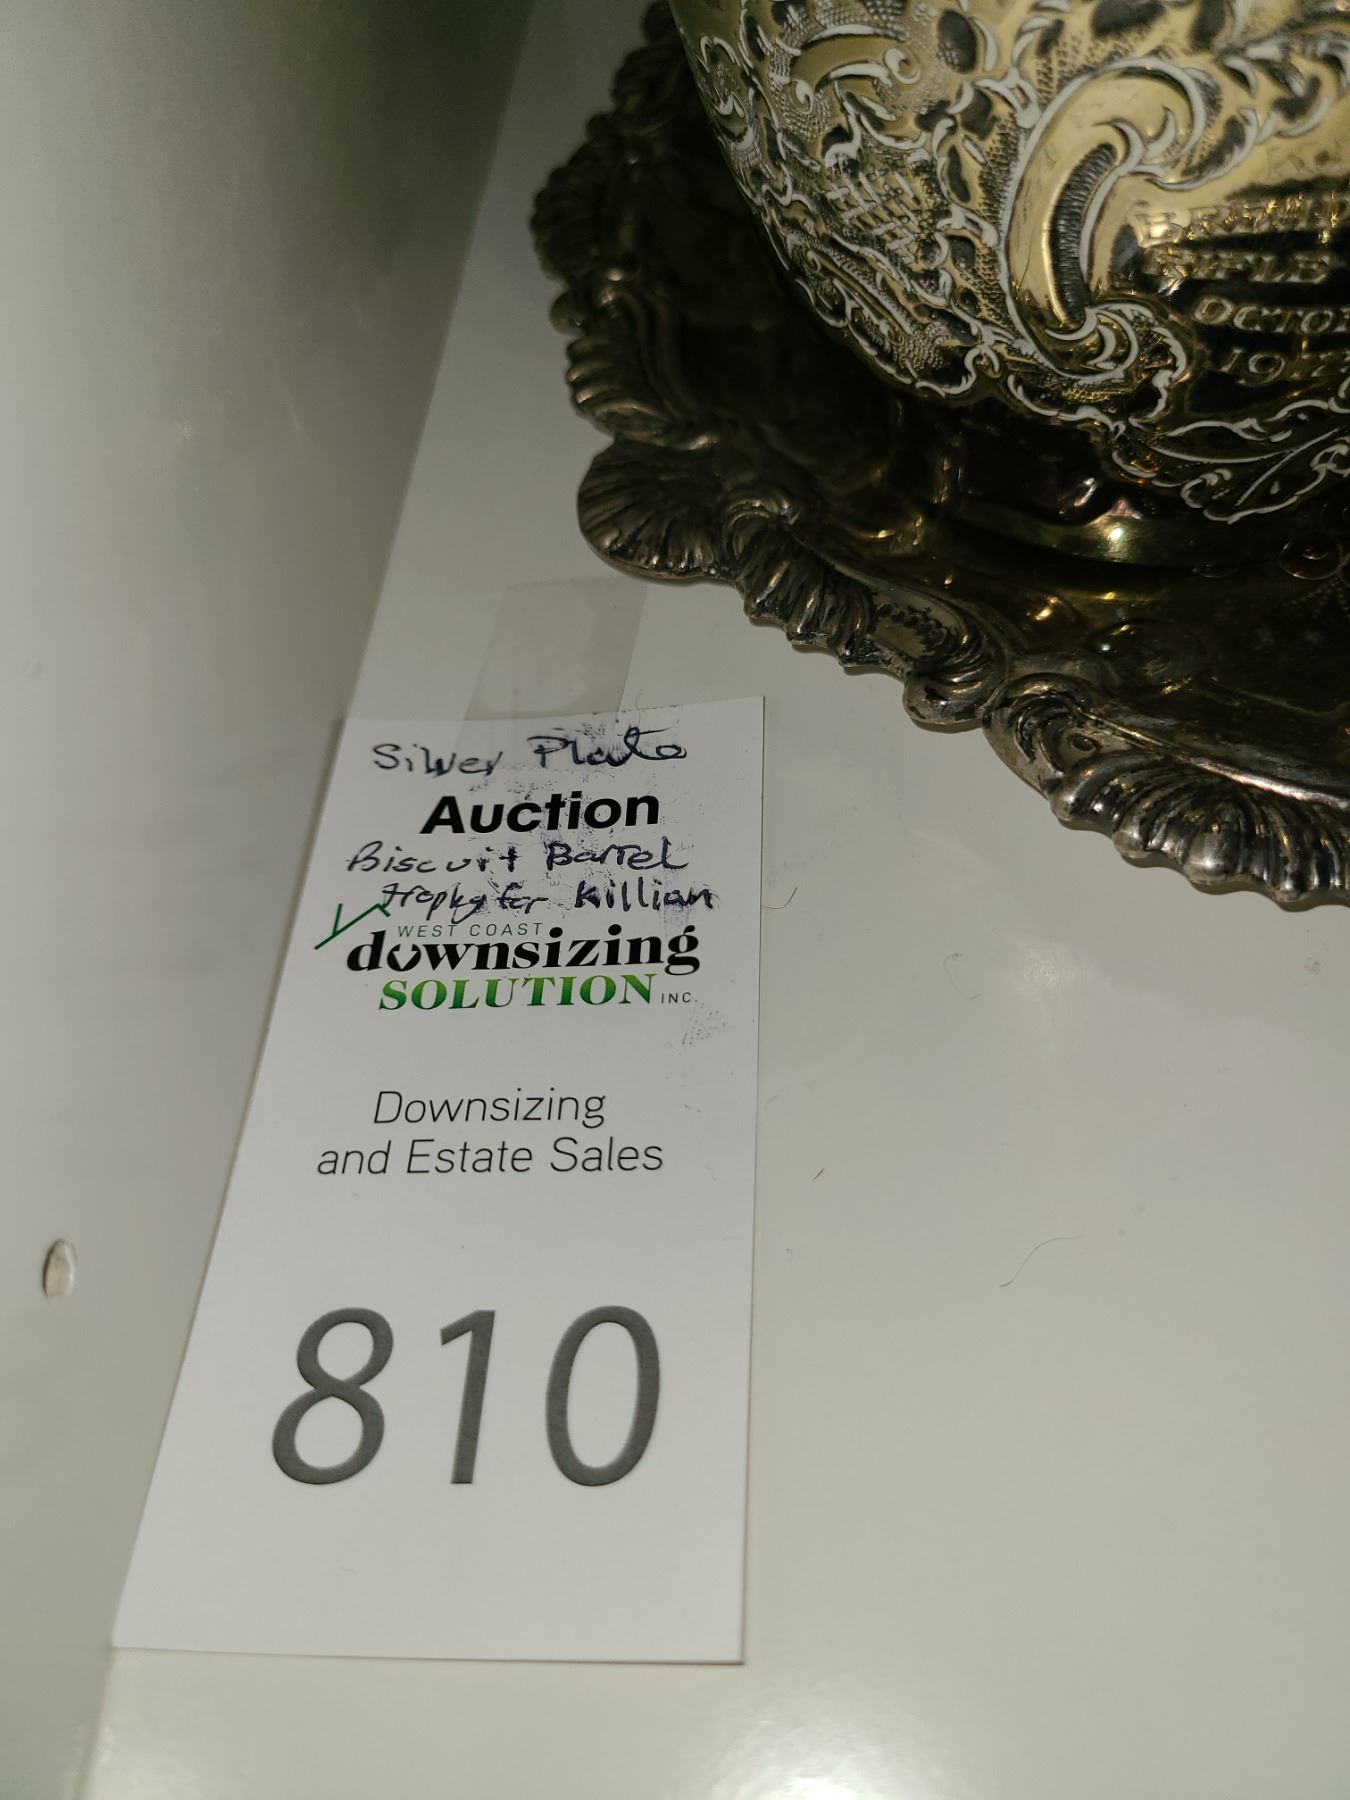 RIFLE
Silver Plate
Auction
Biscuit Barrel
trophy for Killian
WEST COAST
downsizing
SOLUTION INC.
Downsizing
and Estate Sales
810